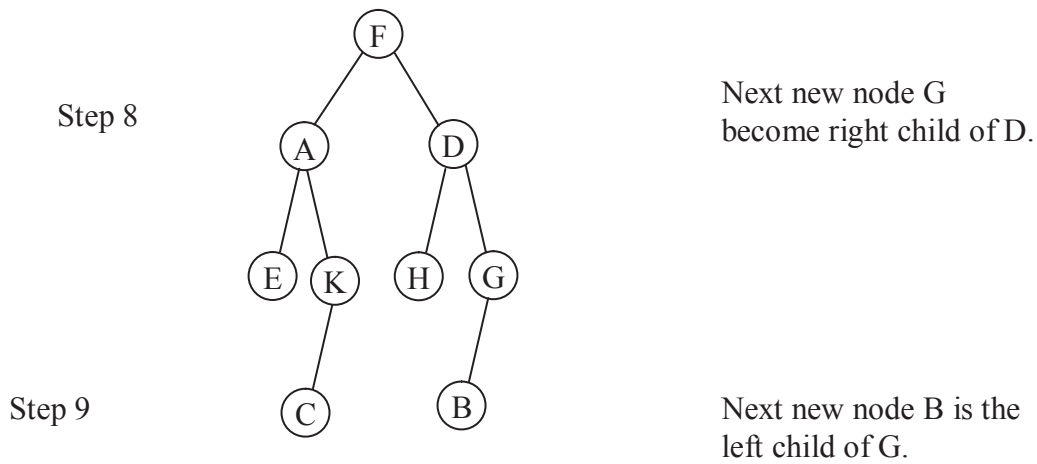 F
Step 8
Next new node G
become right child of D.
A
D
E
K
H
G
Step 9
C
B
Next new node B is the
left child of G.